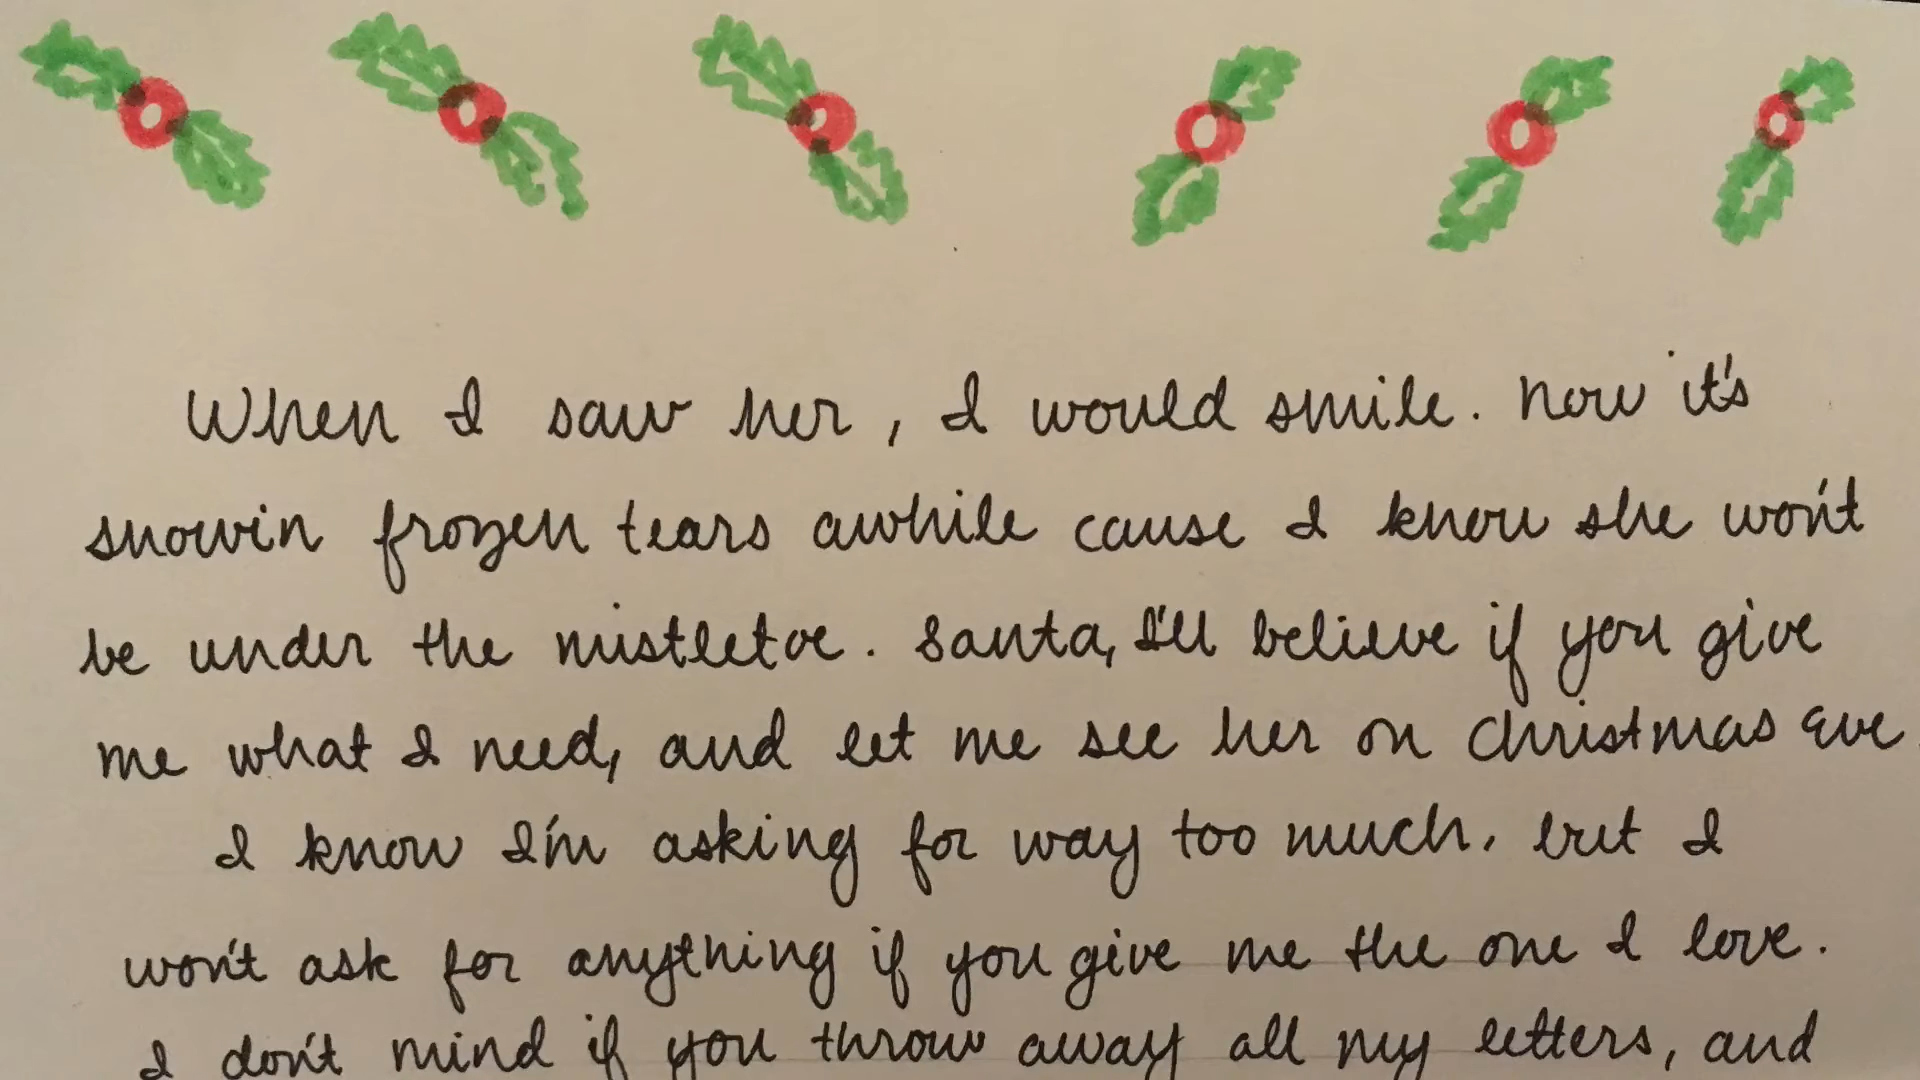 When I saw her, I would smile. Now it's
snowin frozen tears awhile cause I know she won't
be under the mistletoe. Santa, I'll believe if you give
me what I need, and let me see her on Christmas Eve.
I know I'm asking for way too much, but I
won't ask for anything if you give me the one I love.
I don't mind if you throw away all my letters, and